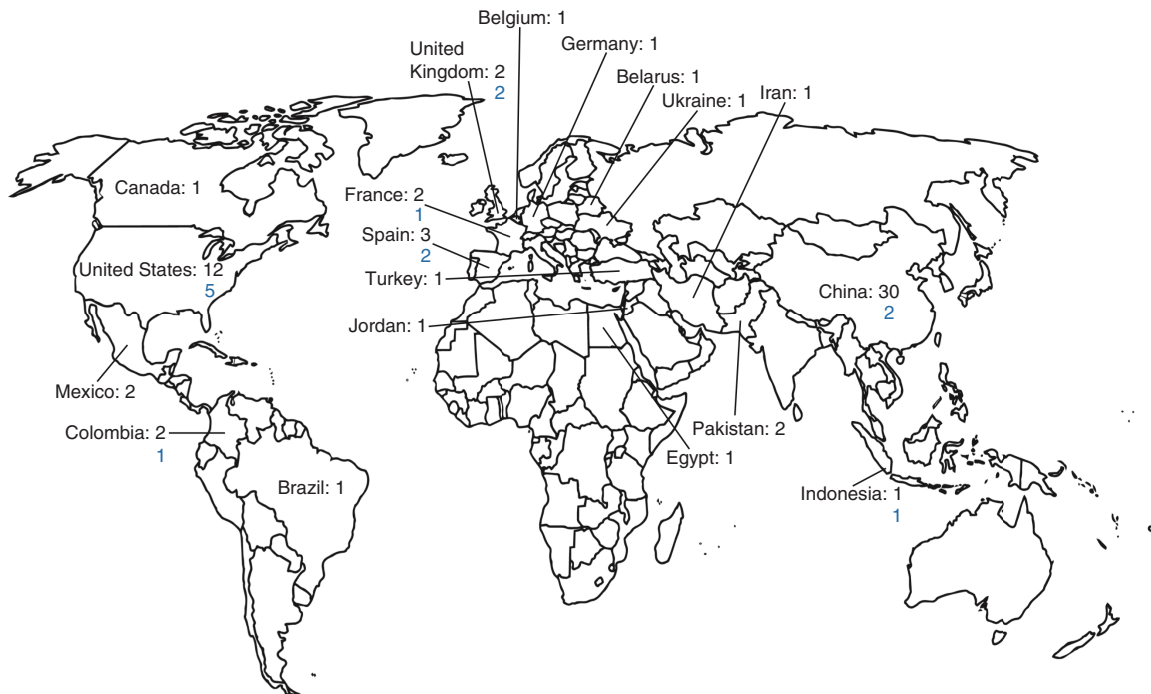 Belgium: 1
Germany: 1
United
Kingdom: 2
2
Belarus: 1
Ukraine: 1
Iran: 1
Canada: 1
France: 2
1
Spain: 3
2
United States: 12
5
Turkey: 1
China: 30
2
Jordan: 1
Mexico: 2
Colombia: 2
1
Pakistan: 2
Egypt: 1
Brazil: 1
Indonesia: 1
1